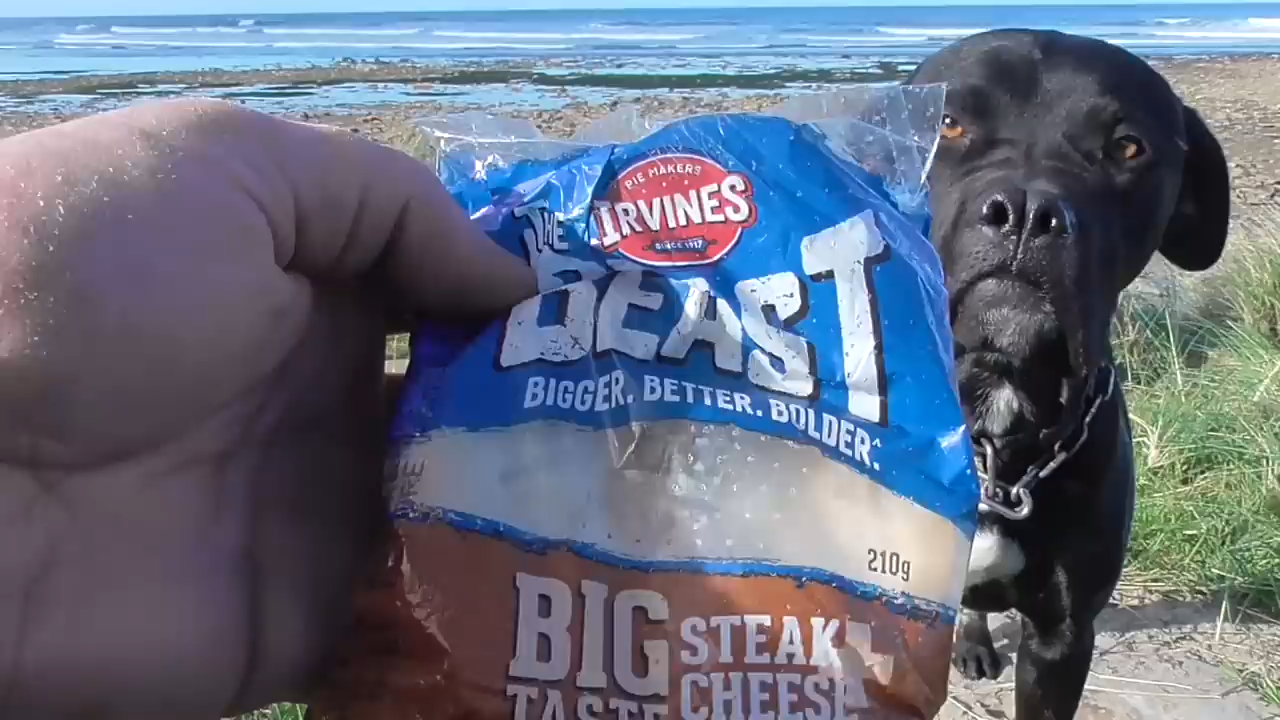 PIE MAKERS
IRVINES
SINCE 1917
THE
BEAST
BIGGER. BETTER. BOLDER.^
210g
BIG STEAK
TASTE CHEESE